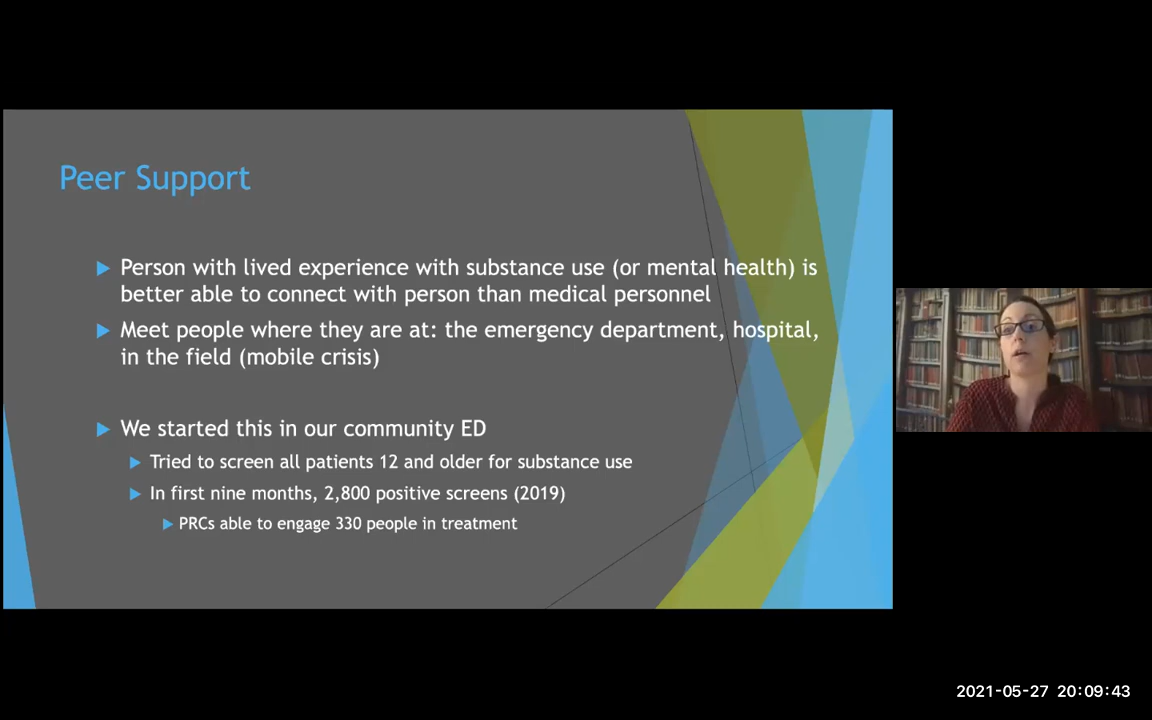 Peer Support
Person with lived experience with substance use (or mental health) is
better able to connect with person than medical personnel
Meet people where they are at: the emergency department, hospital,
in the field (mobile crisis)
We started this in our community ED
Tried to screen all patients 12 and older for substance use
In first nine months, 2,800 positive screens (2019)
PRCs able to engage 330 people in treatment
2021-05-27 20:09:43